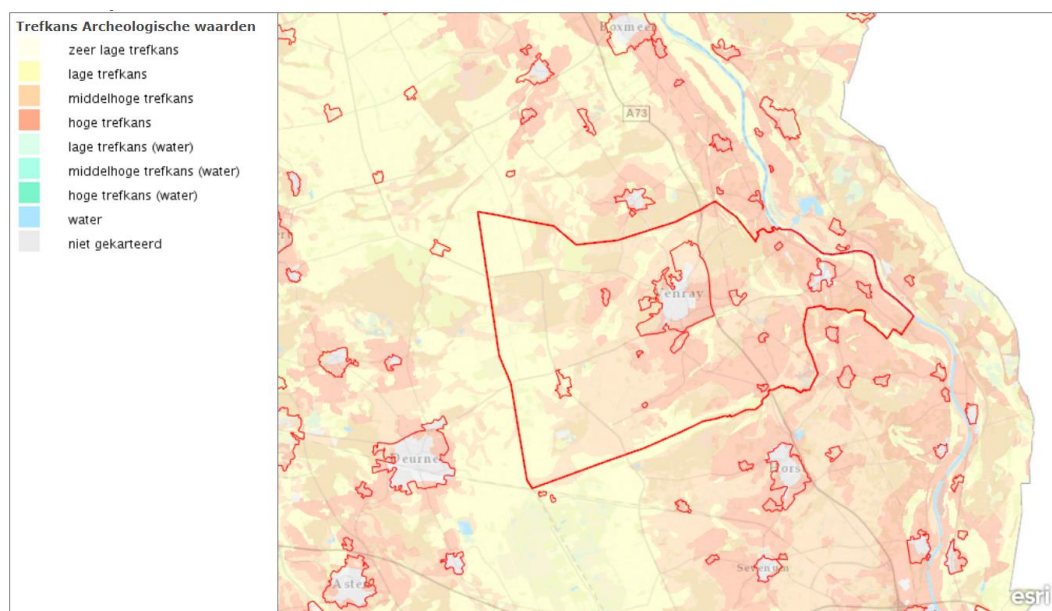 Trefkans Archeologische waarden
zeer lage trefkans
lage trefkans
middelhoge trefkans
hoge trefkans
lage trefkans (water)
middelhoge trefkans (water)
hoge trefkans (water)
water
niet gekarteerd
Boxmeer
A73
Venray
Deurne
Horst
Sevenum
Asten
esri